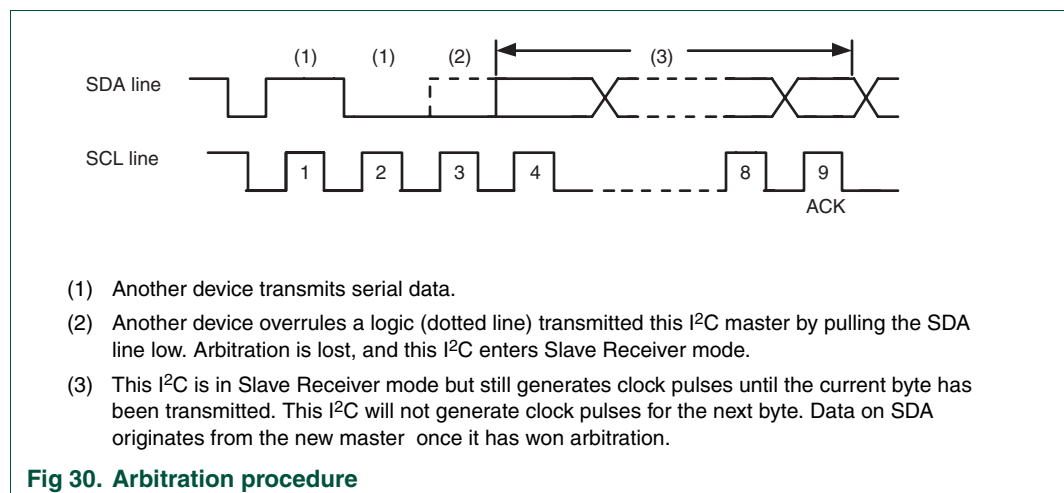 (1) (1) (2) (3)
SDA line
SCL line
1 2 3 4 8 9
ACK
(1) Another device transmits serial data.
(2) Another device overrules a logic (dotted line) transmitted this I²C master by pulling the SDA
line low. Arbitration is lost, and this I²C enters Slave Receiver mode.
(3) This I²C is in Slave Receiver mode but still generates clock pulses until the current byte has
been transmitted. This I²C will not generate clock pulses for the next byte. Data on SDA
originates from the new master once it has won arbitration.
Fig 30. Arbitration procedure